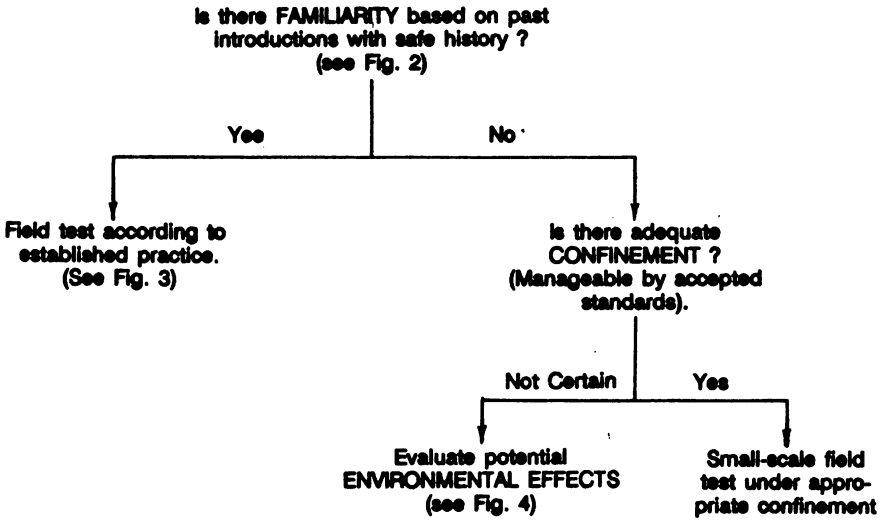 Is there FAMILIARITY based on past
introductions with safe history ?
(see Fig. 2)
Yes
No
Field test according to
established practice.
(See Fig. 3)
Is there adequate
CONFINEMENT ?
(Manageable by accepted
standards).
Not Certain
Yes
Evaluate potential
ENVIRONMENTAL EFFECTS
(see Fig. 4)
Small-scale field
test under appro-
priate confinement